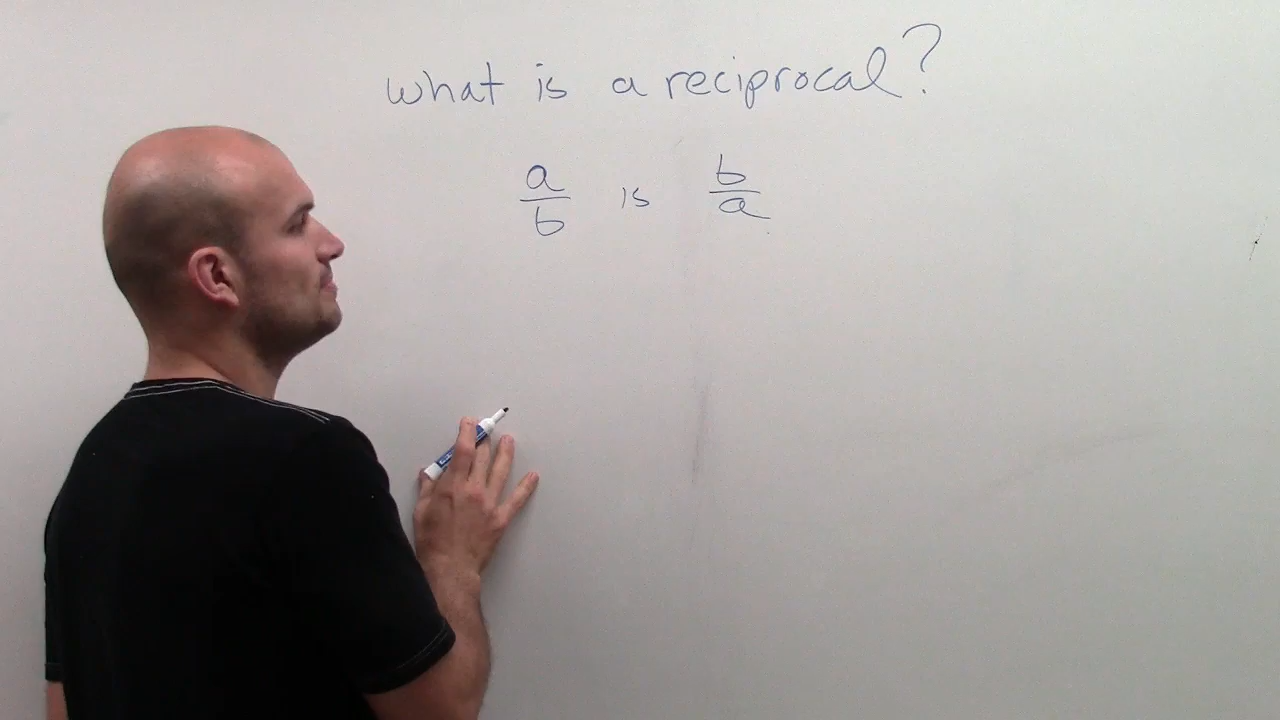 what is a reciprocal?
a/b is b/a